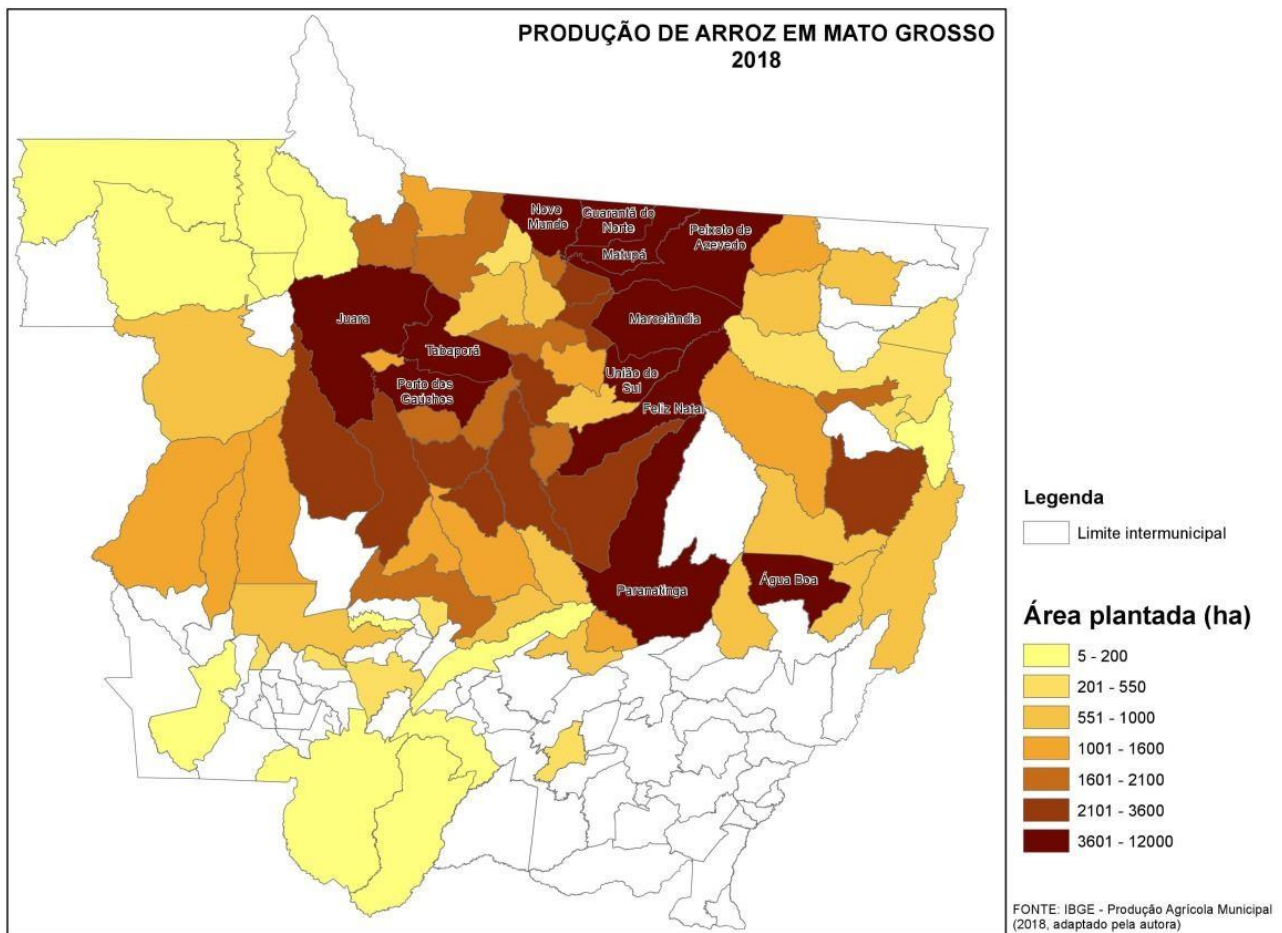 PRODUÇÃO DE ARROZ EM MATO GROSSO
2018
Novo
Mundo
Guarantã do
Norte
Peixoto de
Azevedo
Matupá
Juara
Marcelândia
Tabaporã
União do
Sul
Porto dos
Gaúchos
Feliz Natal
Paranatinga
Água Boa
Legenda
Limite intermunicipal
Área plantada (ha)
5 - 200
201 - 550
551 - 1000
1001 - 1600
1601 - 2100
2101 - 3600
3601 - 12000
FONTE: IBGE - Produção Agrícola Municipal
(2018, adaptado pela autora)